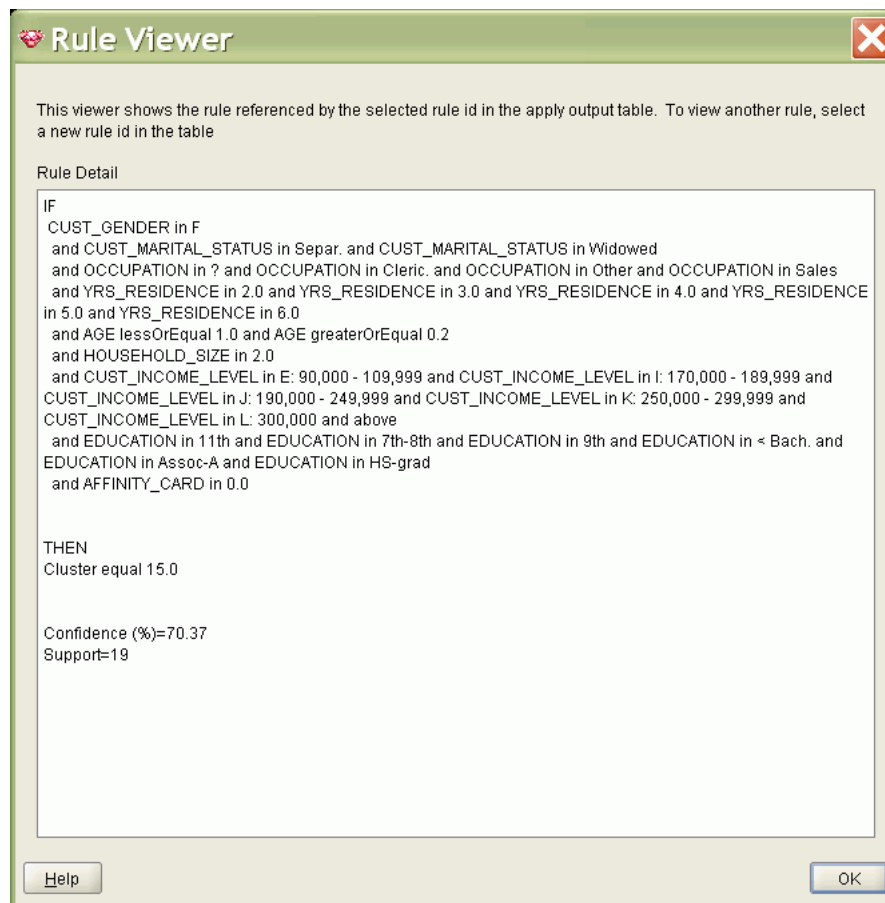 Rule Viewer
This viewer shows the rule referenced by the selected rule id in the apply output table. To view another rule, select
a new rule id in the table
Rule Detail
IF
CUST_GENDER in F
and CUST_MARITAL_STATUS in Separ. and CUST_MARITAL_STATUS in Widowed
and OCCUPATION in ? and OCCUPATION in Cleric. and OCCUPATION in Other and OCCUPATION in Sales
and YRS_RESIDENCE in 2.0 and YRS_RESIDENCE in 3.0 and YRS_RESIDENCE in 4.0 and YRS_RESIDENCE
in 5.0 and YRS_RESIDENCE in 6.0
and AGE lessOrEqual 1.0 and AGE greaterOrEqual 0.2
and HOUSEHOLD_SIZE in 2.0
and CUST_INCOME_LEVEL in E: 90,000 - 109,999 and CUST_INCOME_LEVEL in I: 170,000 - 189,999 and
CUST_INCOME_LEVEL in J: 190,000 - 249,999 and CUST_INCOME_LEVEL in K: 250,000 - 299,999 and
CUST_INCOME_LEVEL in L: 300,000 and above
and EDUCATION in 11th and EDUCATION in 7th-8th and EDUCATION in 9th and EDUCATION in < Bach. and
EDUCATION in Assoc-A and EDUCATION in HS-grad
and AFFINITY_CARD in 0.0
THEN
Cluster equal 15.0
Confidence (%)=70.37
Support=19
Help
OK